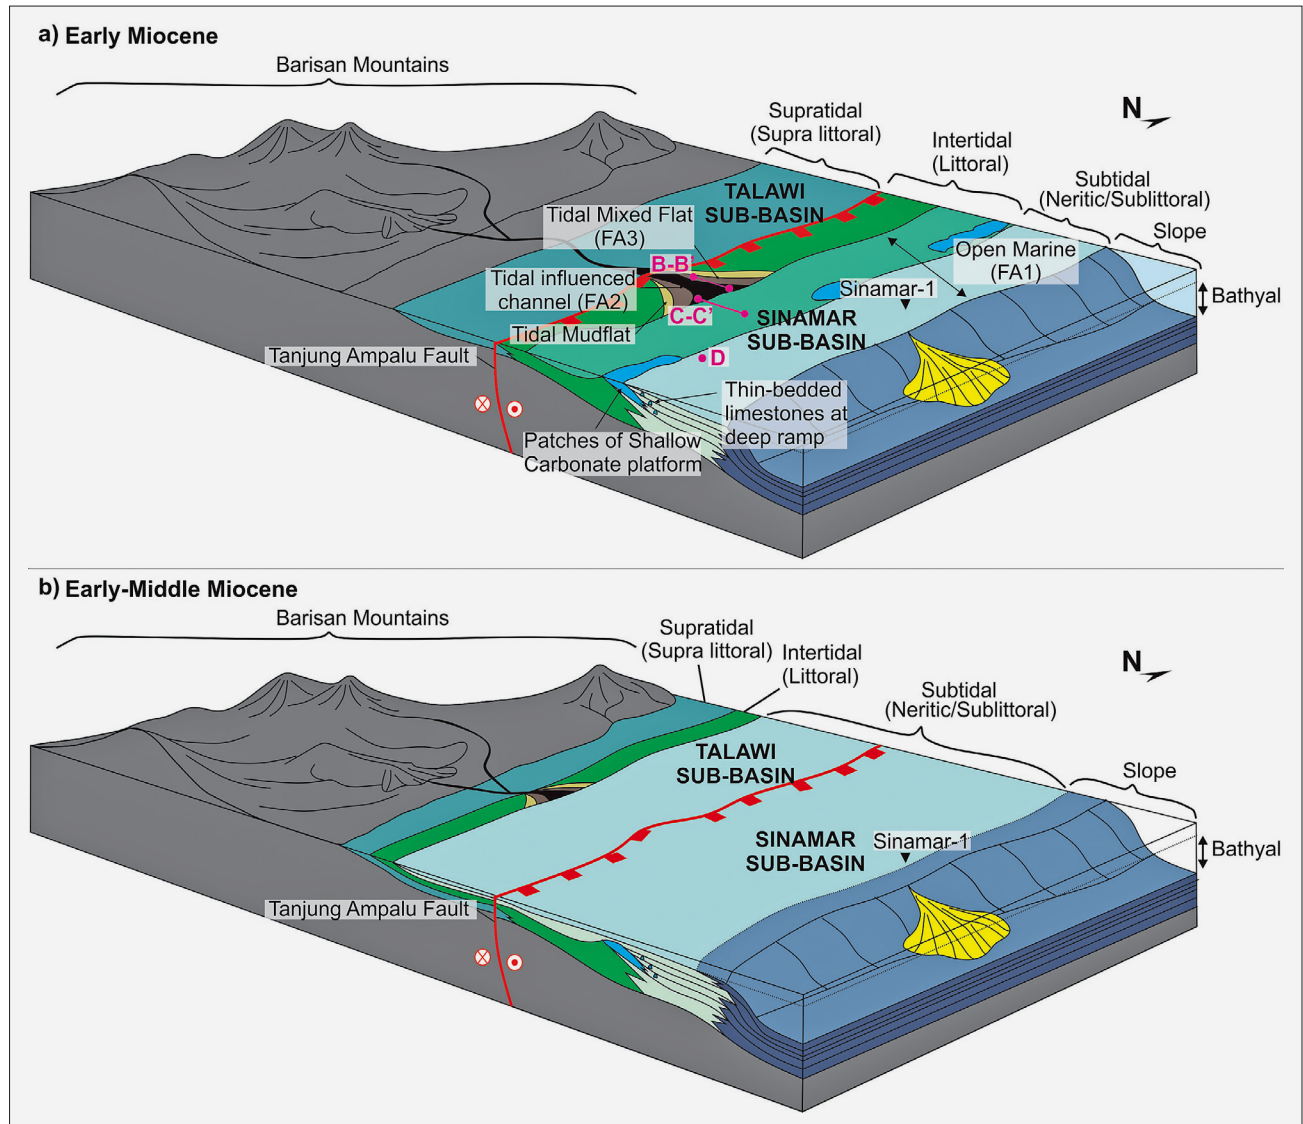 a) Early Miocene
Barisan Mountains
N
Supratidal
(Supra littoral)
Intertidal
(Littoral)
Subtidal
(Neritic/Sublittoral)
Slope
TALAWI
SUB-BASIN
Tidal Mixed Flat
(FA3)
B-B'
Open Marine
(FA1)
Tidal influenced
channel (FA2)
Sinamar-1
Bathyal
C-C'
SINAMAR
SUB-BASIN
Tidal Mudflat
Tanjung Ampalu Fault
D
Thin-bedded
limestones at
deep ramp
Patches of Shallow
Carbonate platform
b) Early-Middle Miocene
Barisan Mountains
Supratidal
(Supra littoral)
Intertidal
(Littoral)
N
Subtidal
(Neritic/Sublittoral)
Slope
TALAWI
SUB-BASIN
SINAMAR
SUB-BASIN
Sinamar-1
Bathyal
Tanjung Ampalu Fault